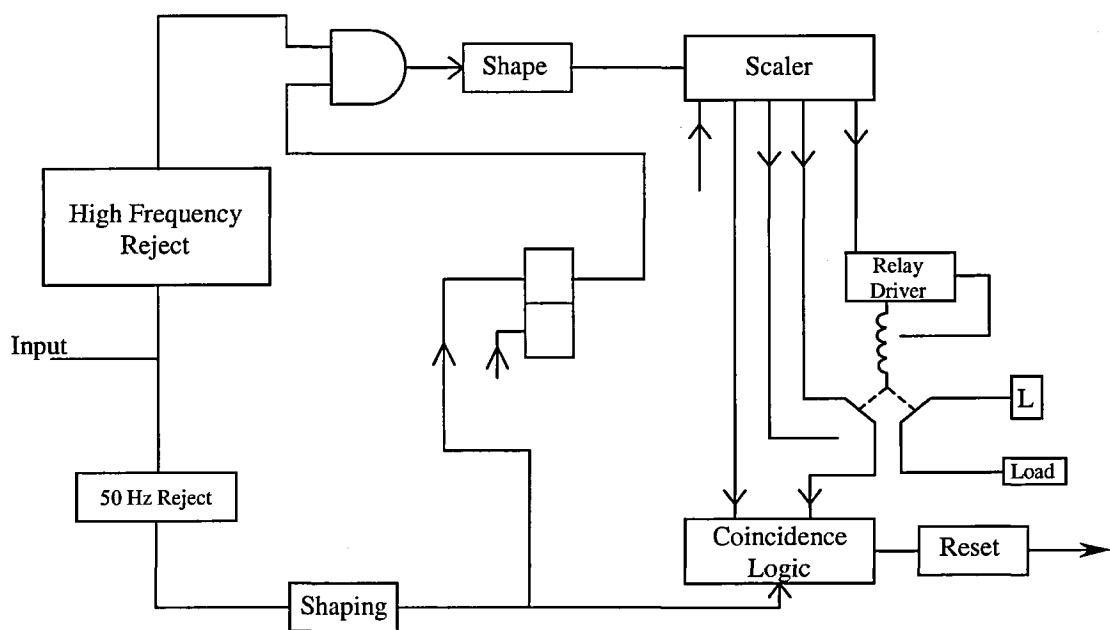 Shape
Scaler
High Frequency
Reject
Relay
Driver
Input
L
50 Hz Reject
Load
Coincidence
Logic
Reset
Shaping